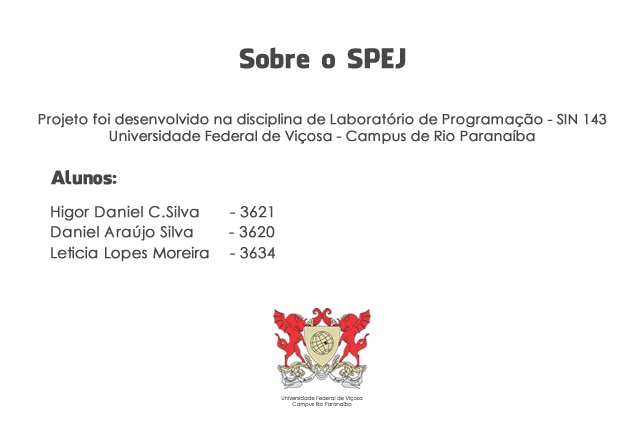 Sobre o SPEJ
Projeto foi desenvolvido na disciplina de Laboratório de Programação - SIN 143
Universidade Federal de Viçosa - Campus de Rio Paranaíba
Alunos:
Higor Daniel C.Silva - 3621
Daniel Araújo Silva - 3620
Leticia Lopes Moreira - 3634
Universidade Federal de Viçosa
Campus Rio Paranaíba